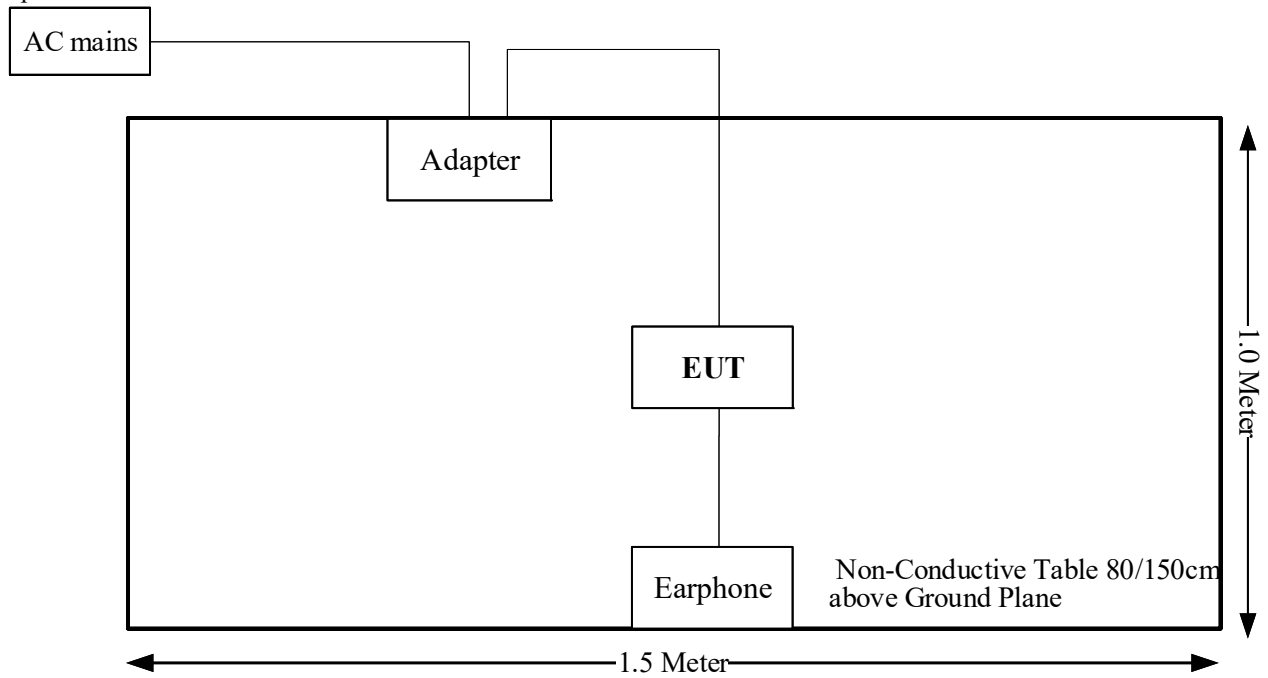 AC mains
Adapter
EUT
1.0 Meter
Earphone
Non-Conductive Table 80/150cm
above Ground Plane
1.5 Meter